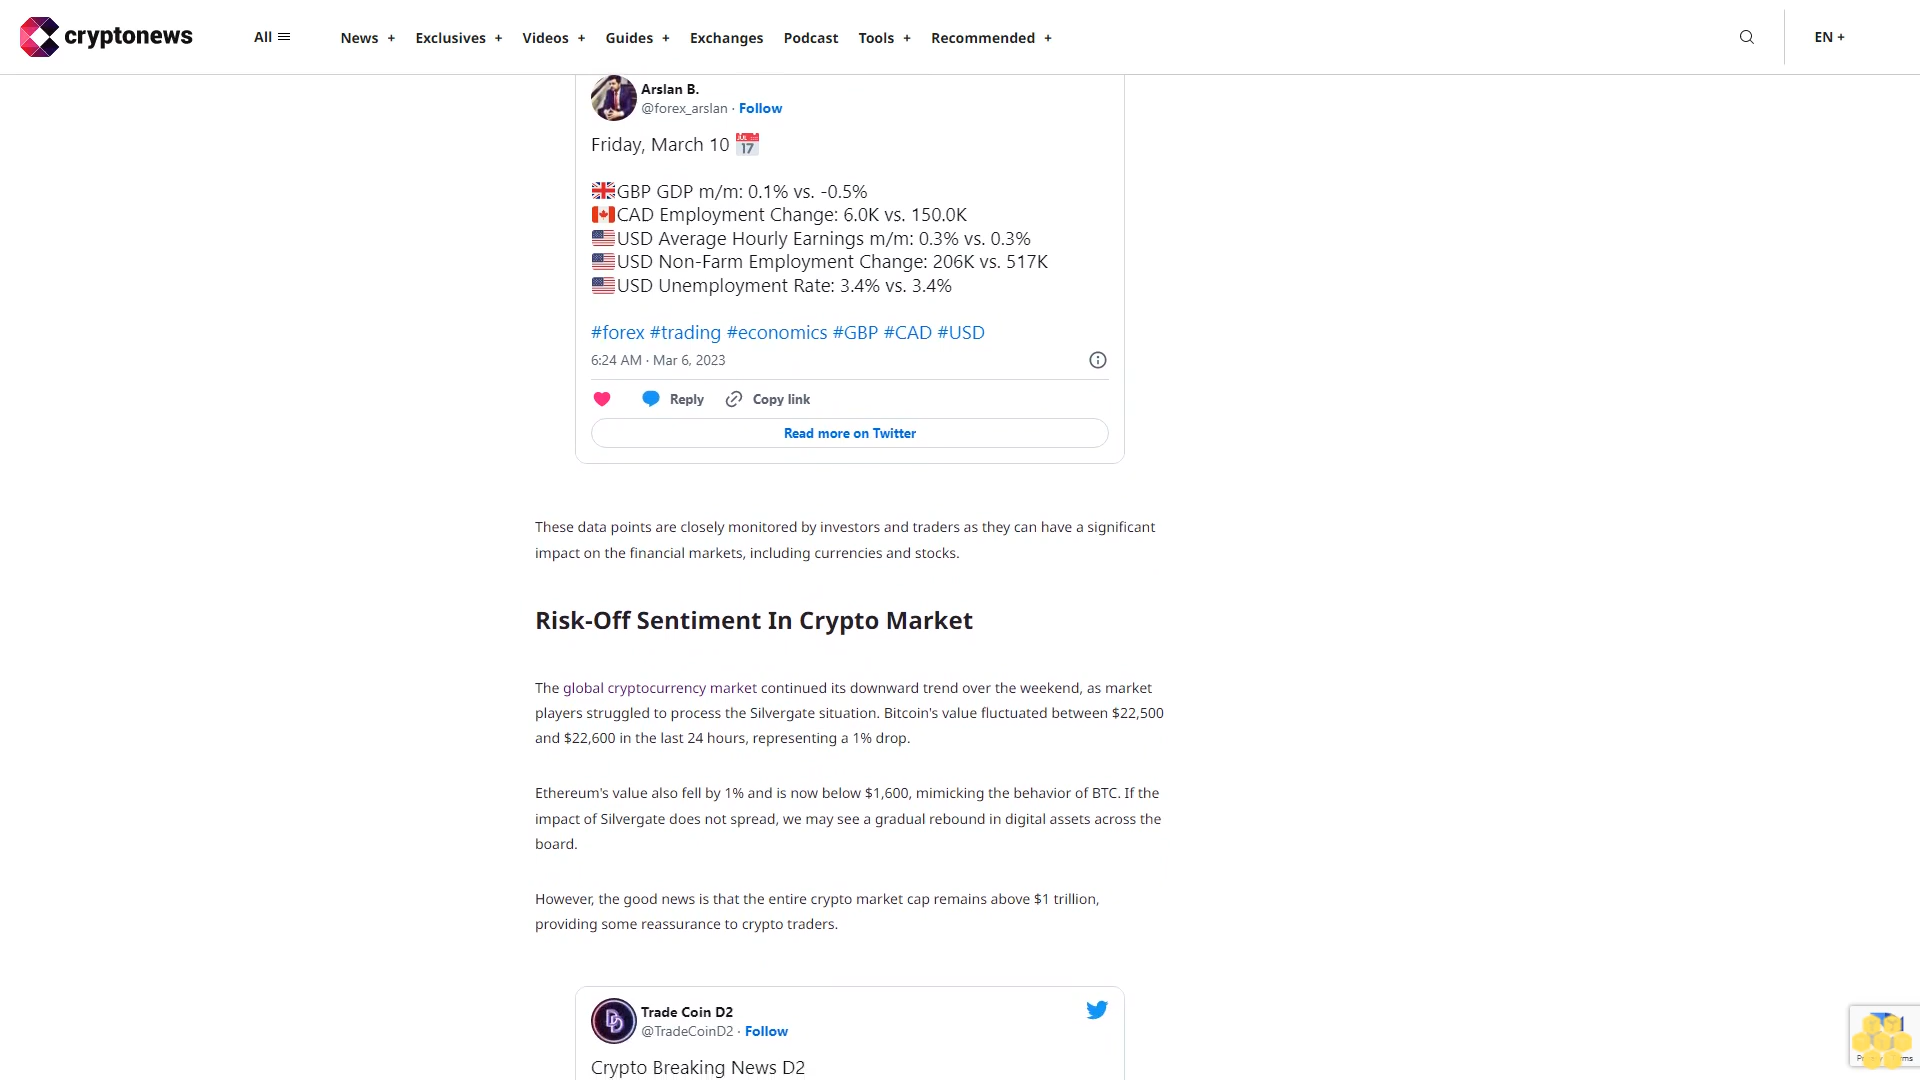 cryptonews
All
News +
Exclusives +
Videos +
Guides +
Exchanges
Podcast
Tools +
Recommended +
EN +
Arslan B.
@forex_arslan · Follow
Friday, March 10
JUL 17
GBP GDP m/m: 0.1% vs. -0.5%
CAD Employment Change: 6.0K vs. 150.0K
USD Average Hourly Earnings m/m: 0.3% vs. 0.3%
USD Non-Farm Employment Change: 206K vs. 517K
USD Unemployment Rate: 3.4% vs. 3.4%
#forex #trading #economics #GBP #CAD #USD
6:24 AM · Mar 6, 2023
Reply
Copy link
Read more on Twitter
These data points are closely monitored by investors and traders as they can have a significant
impact on the financial markets, including currencies and stocks.
Risk-Off Sentiment In Crypto Market
The global cryptocurrency market continued its downward trend over the weekend, as market
players struggled to process the Silvergate situation. Bitcoin's value fluctuated between $22,500
and $22,600 in the last 24 hours, representing a 1% drop.
Ethereum's value also fell by 1% and is now below $1,600, mimicking the behavior of BTC. If the
impact of Silvergate does not spread, we may see a gradual rebound in digital assets across the
board.
However, the good news is that the entire crypto market cap remains above $1 trillion,
providing some reassurance to crypto traders.
Trade Coin D2
@TradeCoinD2 · Follow
Crypto Breaking News D2